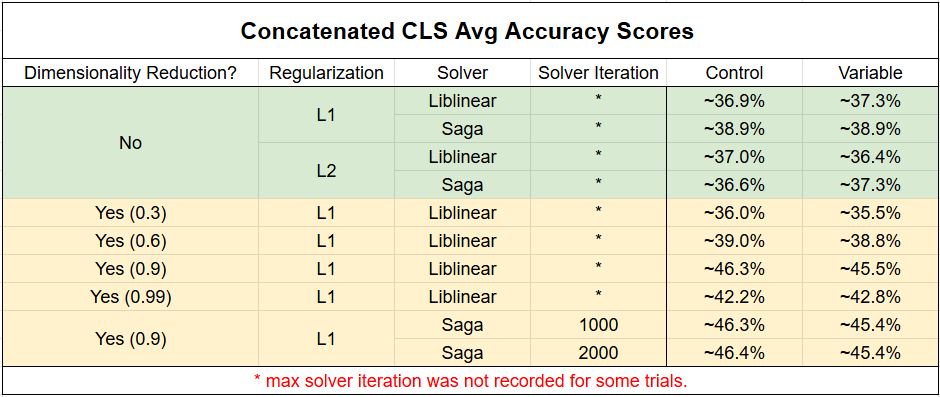 Concatenated CLS Avg Accuracy Scores
Dimensionality Reduction? Regularization Solver Solver Iteration Control Variable
No L1 Liblinear * ~36.9% ~37.3%
Saga * ~38.9% ~38.9%
L2 Liblinear * ~37.0% ~36.4%
Saga * ~36.6% ~37.3%
Yes (0.3) L1 Liblinear * ~36.0% ~35.5%
Yes (0.6) L1 Liblinear * ~39.0% ~38.8%
Yes (0.9) L1 Liblinear * ~46.3% ~45.5%
Yes (0.99) L1 Liblinear * ~42.2% ~42.8%
Yes (0.9) L1 Saga 1000 ~46.3% ~45.4%
Saga 2000 ~46.4% ~45.4%
* max solver iteration was not recorded for some trials.